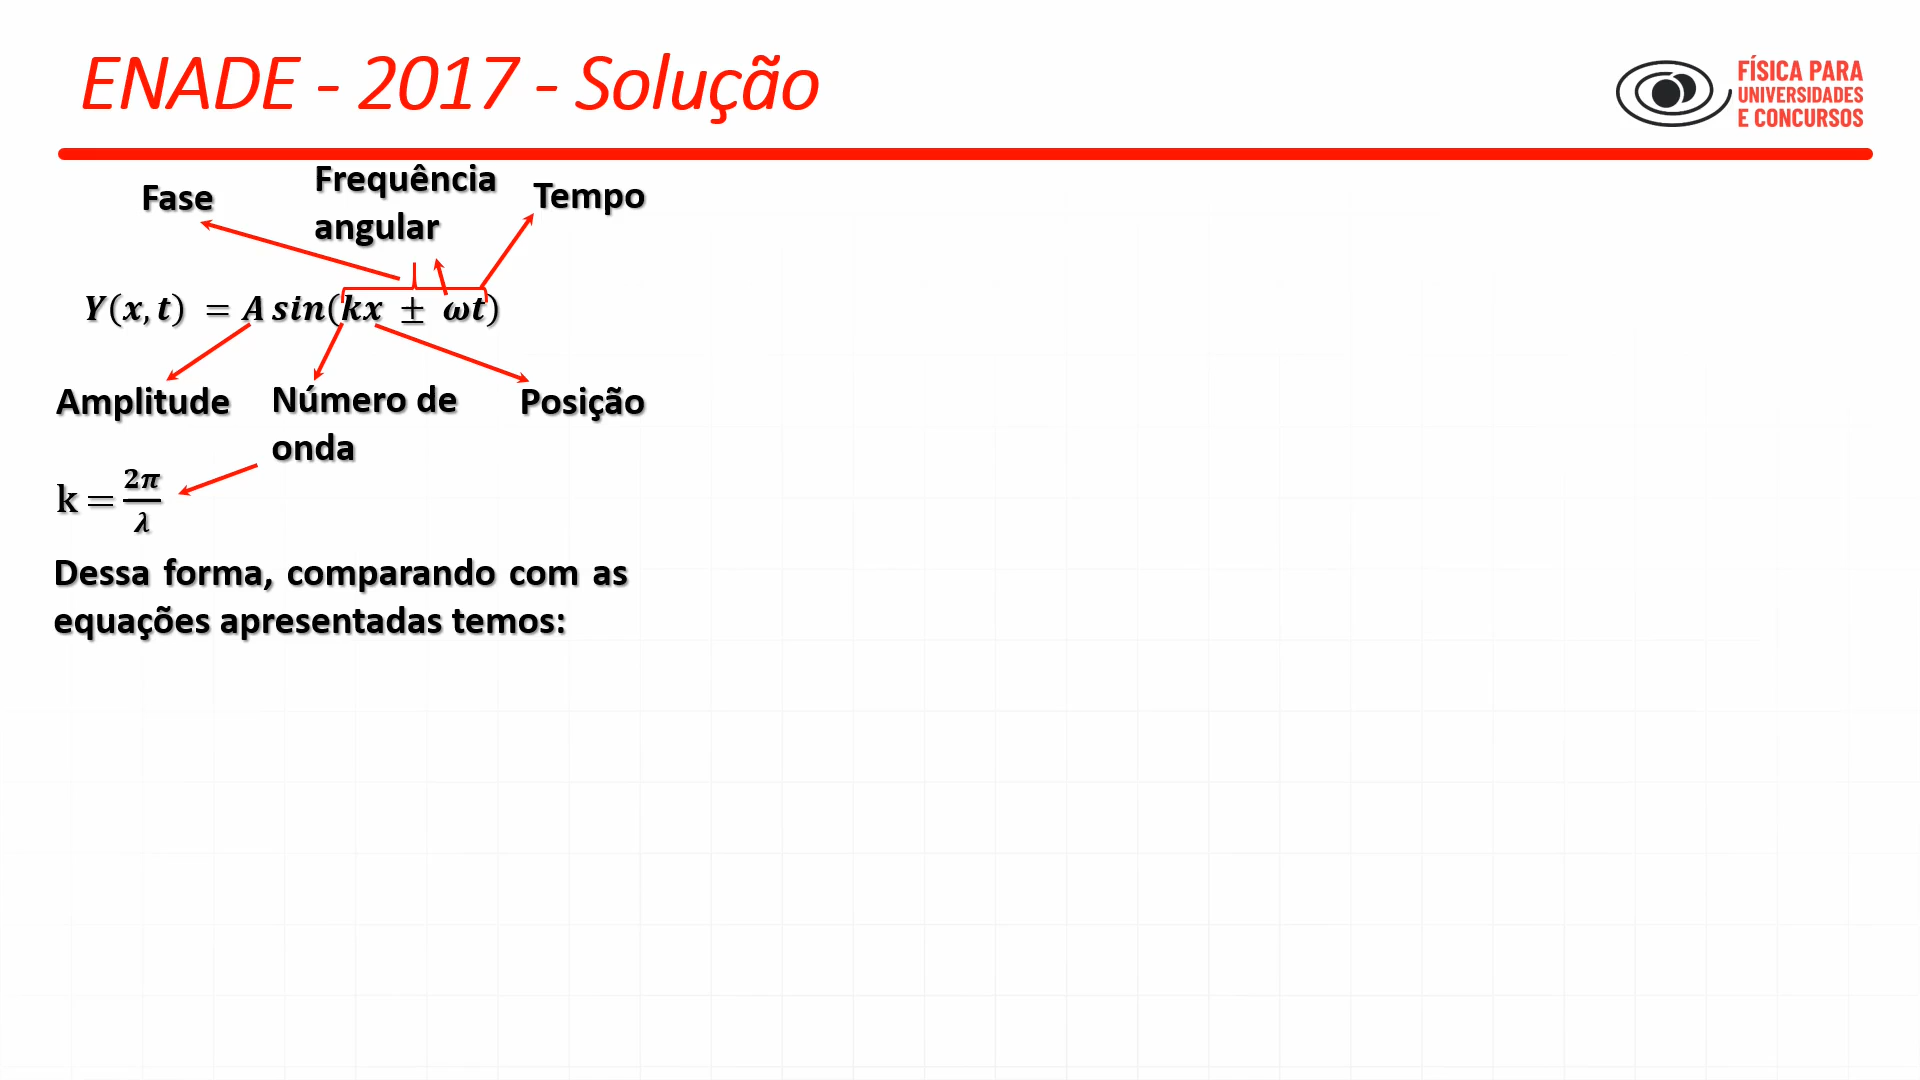 ENADE - 2017 - Solução
FÍSICA PARA
UNIVERSIDADES
E CONCURSOS
Fase
Frequência
angular
Tempo
Y(x,t) = A sin(kx ± ωt)
Amplitude
Número de
onda
Posição
k = 2π/λ
Dessa forma, comparando com as
equações apresentadas temos: